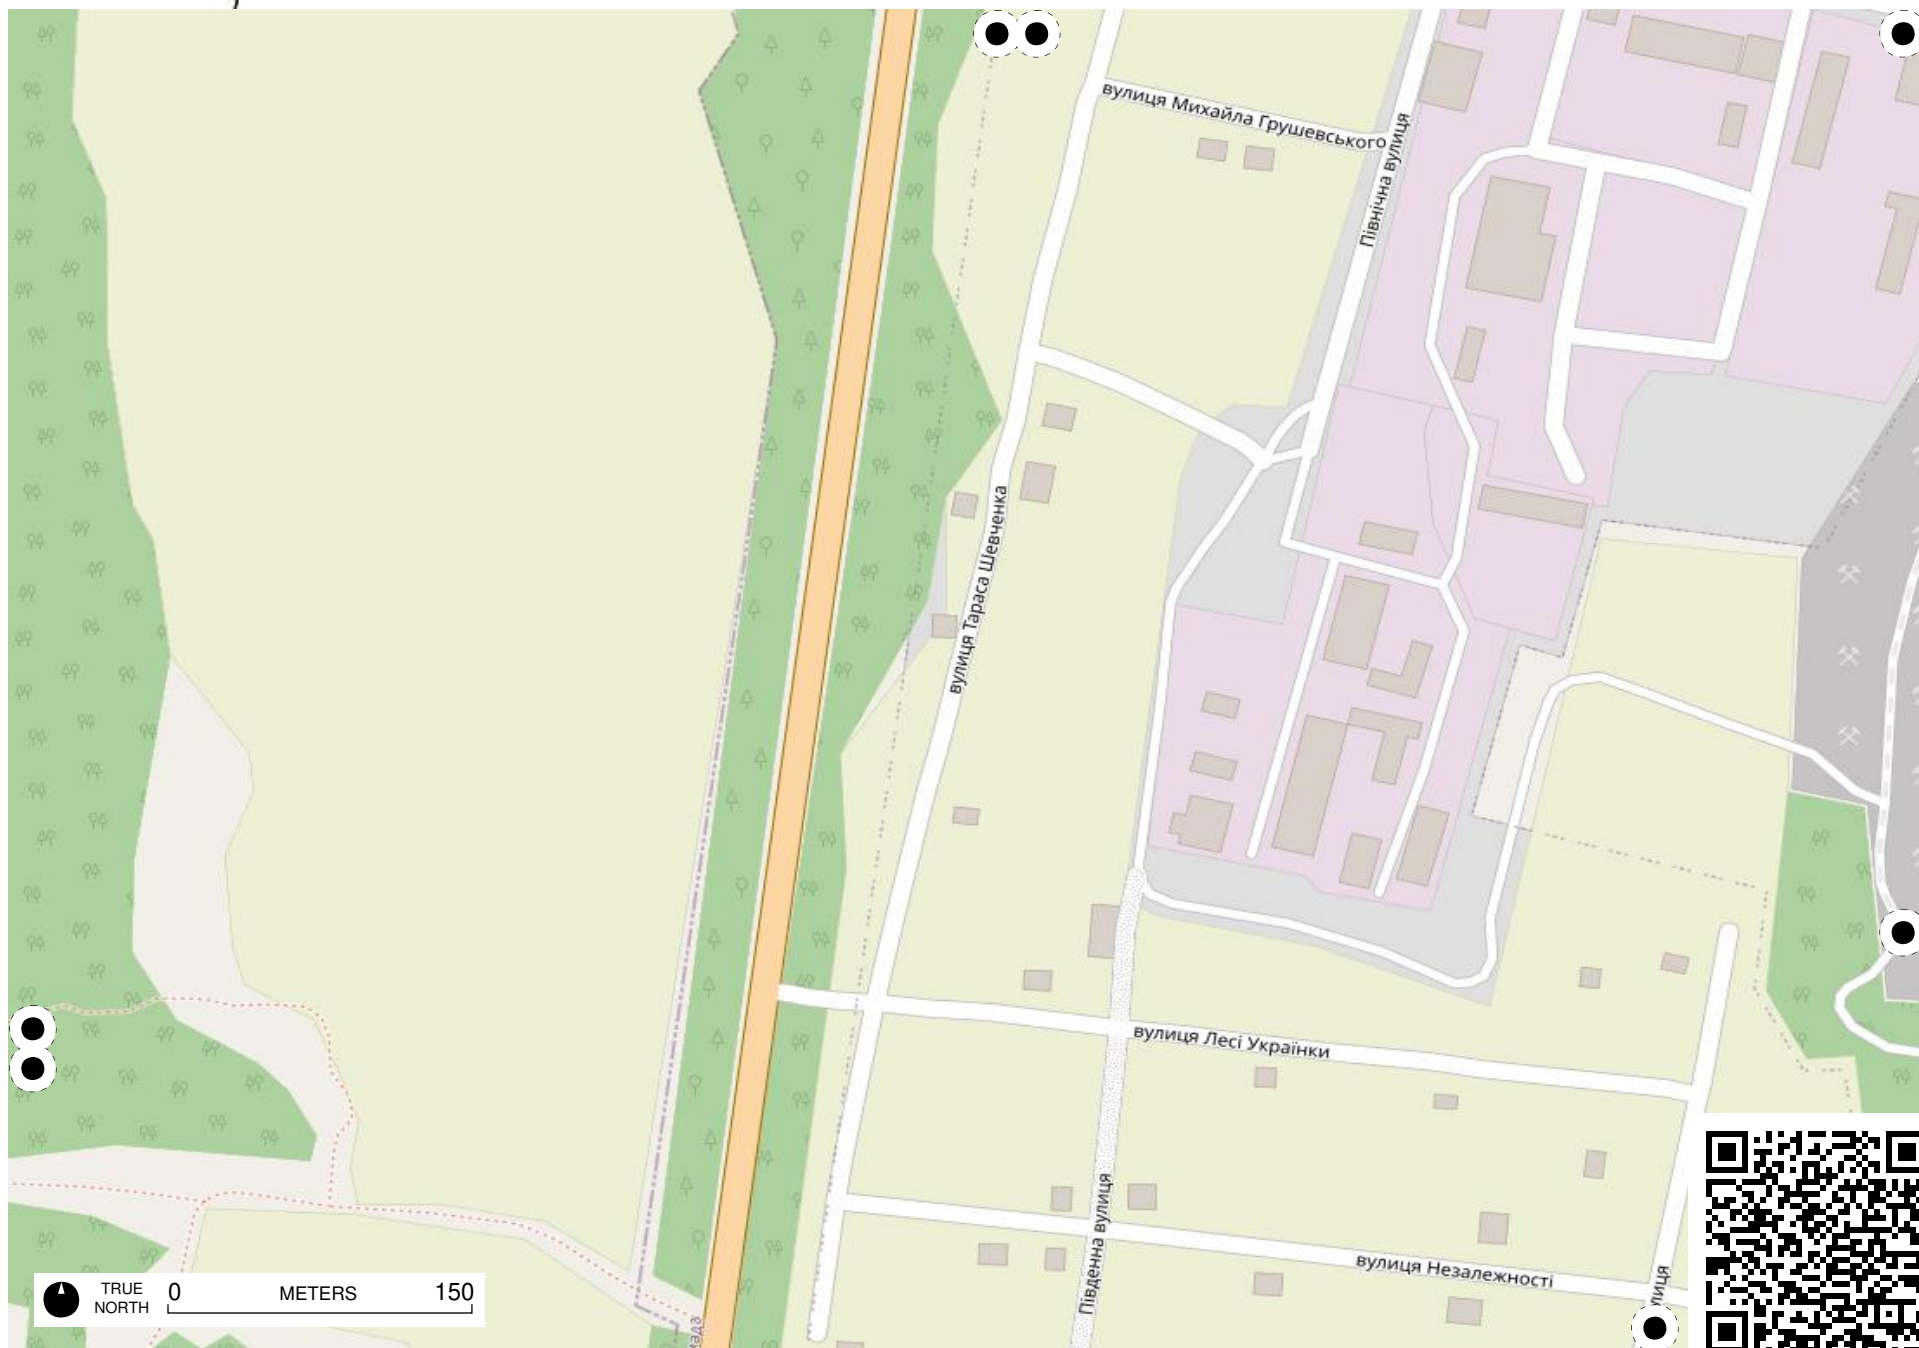 вулиця Михайла Грушевського
Північна вулиця
вулиця Тараса Шевченка
вулиця Лесі Українки
Південна вулиця
вулиця Незалежності
TRUE
NORTH
0
METERS
150